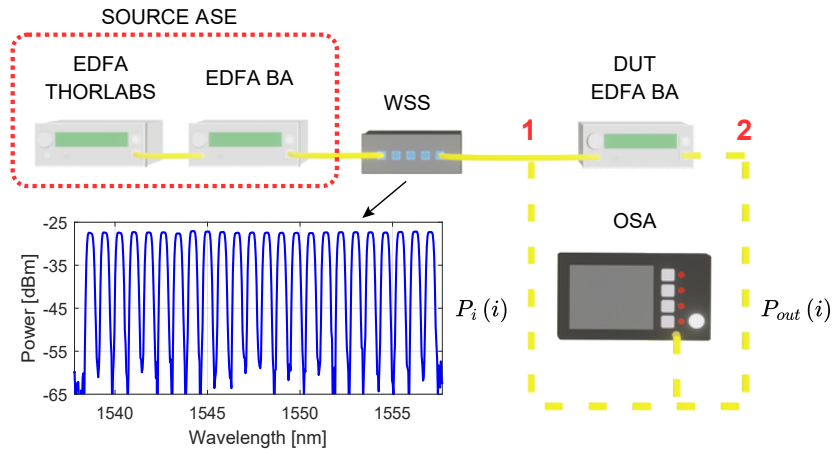 SOURCE ASE
EDFA
THORLABS
EDFA BA
WSS
DUT
EDFA BA
1
2
OSA
-25
-35
-45
-55
-65
Power [dBm]
1540
1545
1550
1555
Wavelength [nm]
P_i (i)
P_out (i)